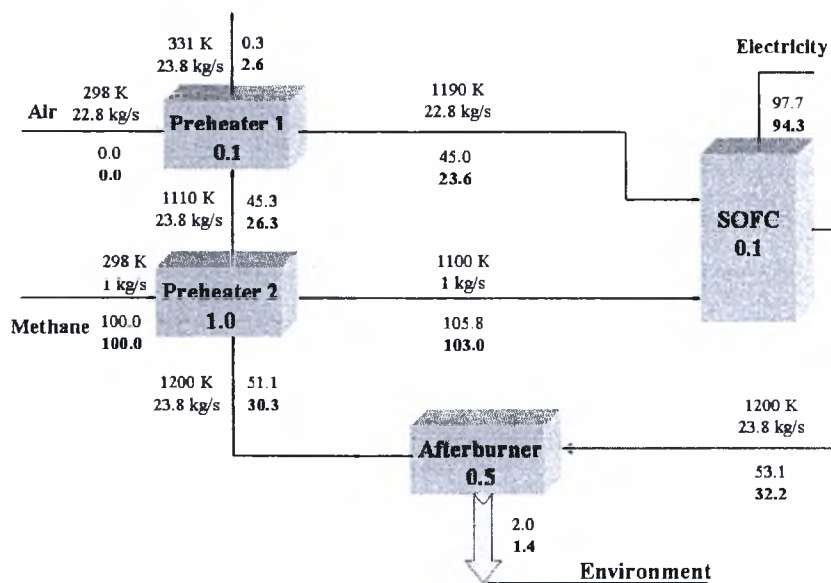 331 K 0.3
23.8 kg/s 2.6
Electricity
298 K
Air 22.8 kg/s
0.0
0.0
Preheater 1
0.1
1190 K
22.8 kg/s
45.0
23.6
97.7
94.3
1110 K 45.3
23.8 kg/s 26.3
SOFC
0.1
298 K
1 kg/s
Methane 100.0
100.0
Preheater 2
1.0
1100 K
1 kg/s
105.8
103.0
1200 K 51.1
23.8 kg/s 30.3
1200 K
23.8 kg/s
53.1
32.2
Afterburner
0.5
2.0
1.4
Environment